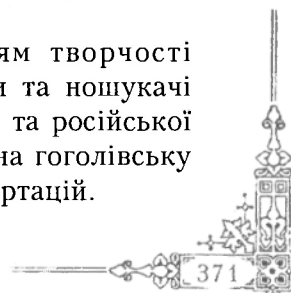 ям творчості
и та ношукачі
та російської
на гоголівську
ртацій.
371